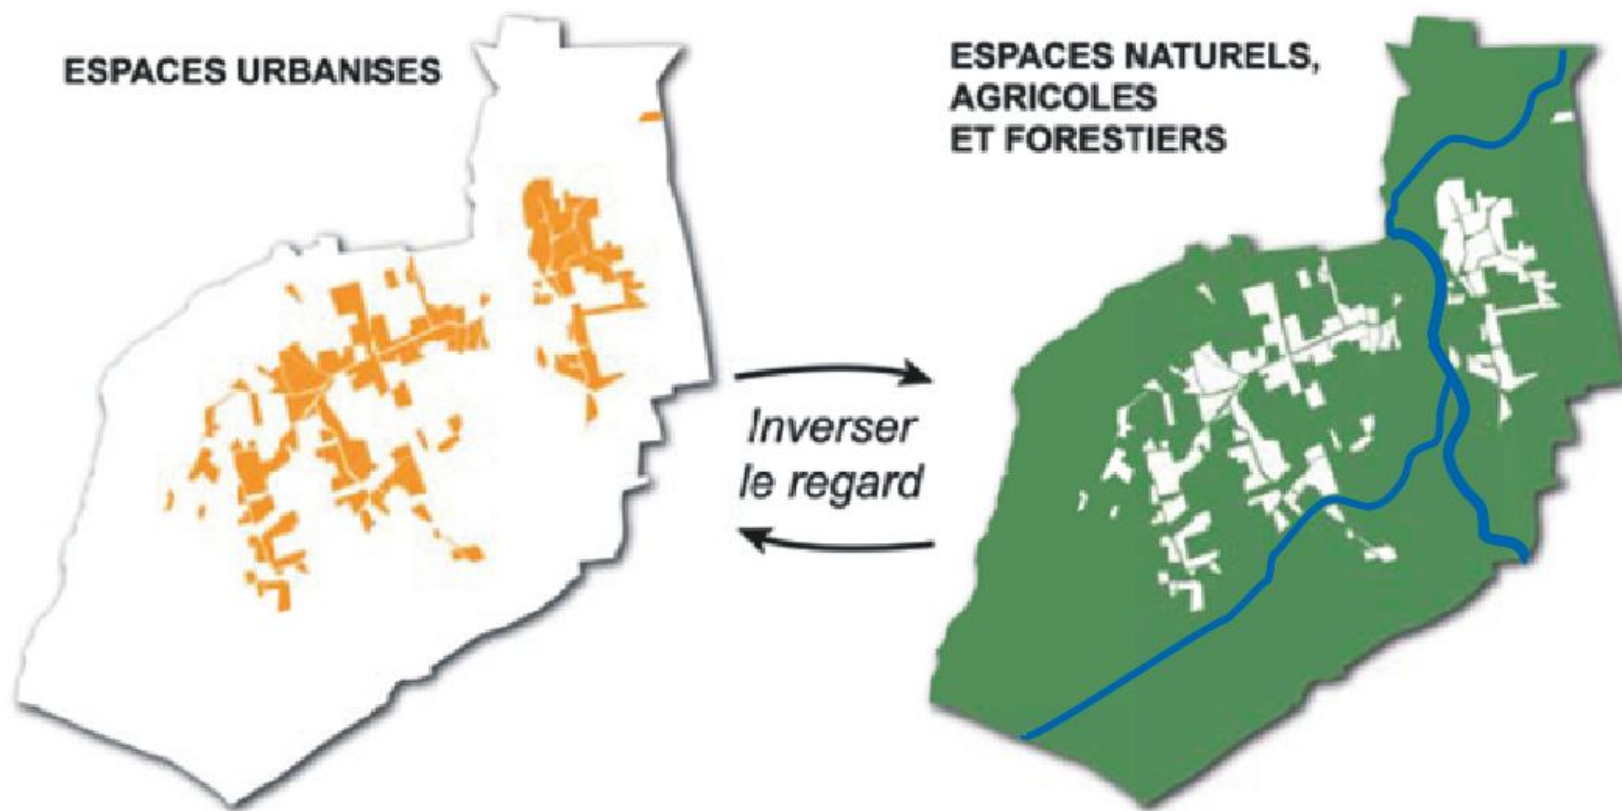 ESPACES URBANISES
ESPACES NATURELS,
AGRICOLES
ET FORESTIERS
Inverser
le regard